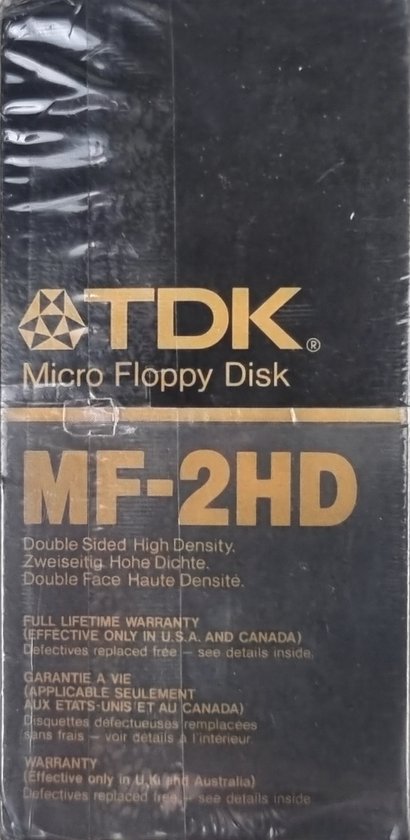 TDK®
Micro Floppy Disk
MF-2HD
Double Sided High Density.
Zweiseitig Hohe Dichte.
Double Face Haute Densité.
FULL LIFETIME WARRANTY
(EFFECTIVE ONLY IN U.S.A. AND CANADA)
Defectives replaced free – see details inside.
GARANTIE A VIE
(APPLICABLE SEULEMENT
AUX ETATS-UNIS ET AU CANADA)
Disquettes defectueuses remplacées
sans frais – voir détails à l'intérieur.
WARRANTY
(Effective only in U.K. and Australia)
Defectives replaced free – see details inside